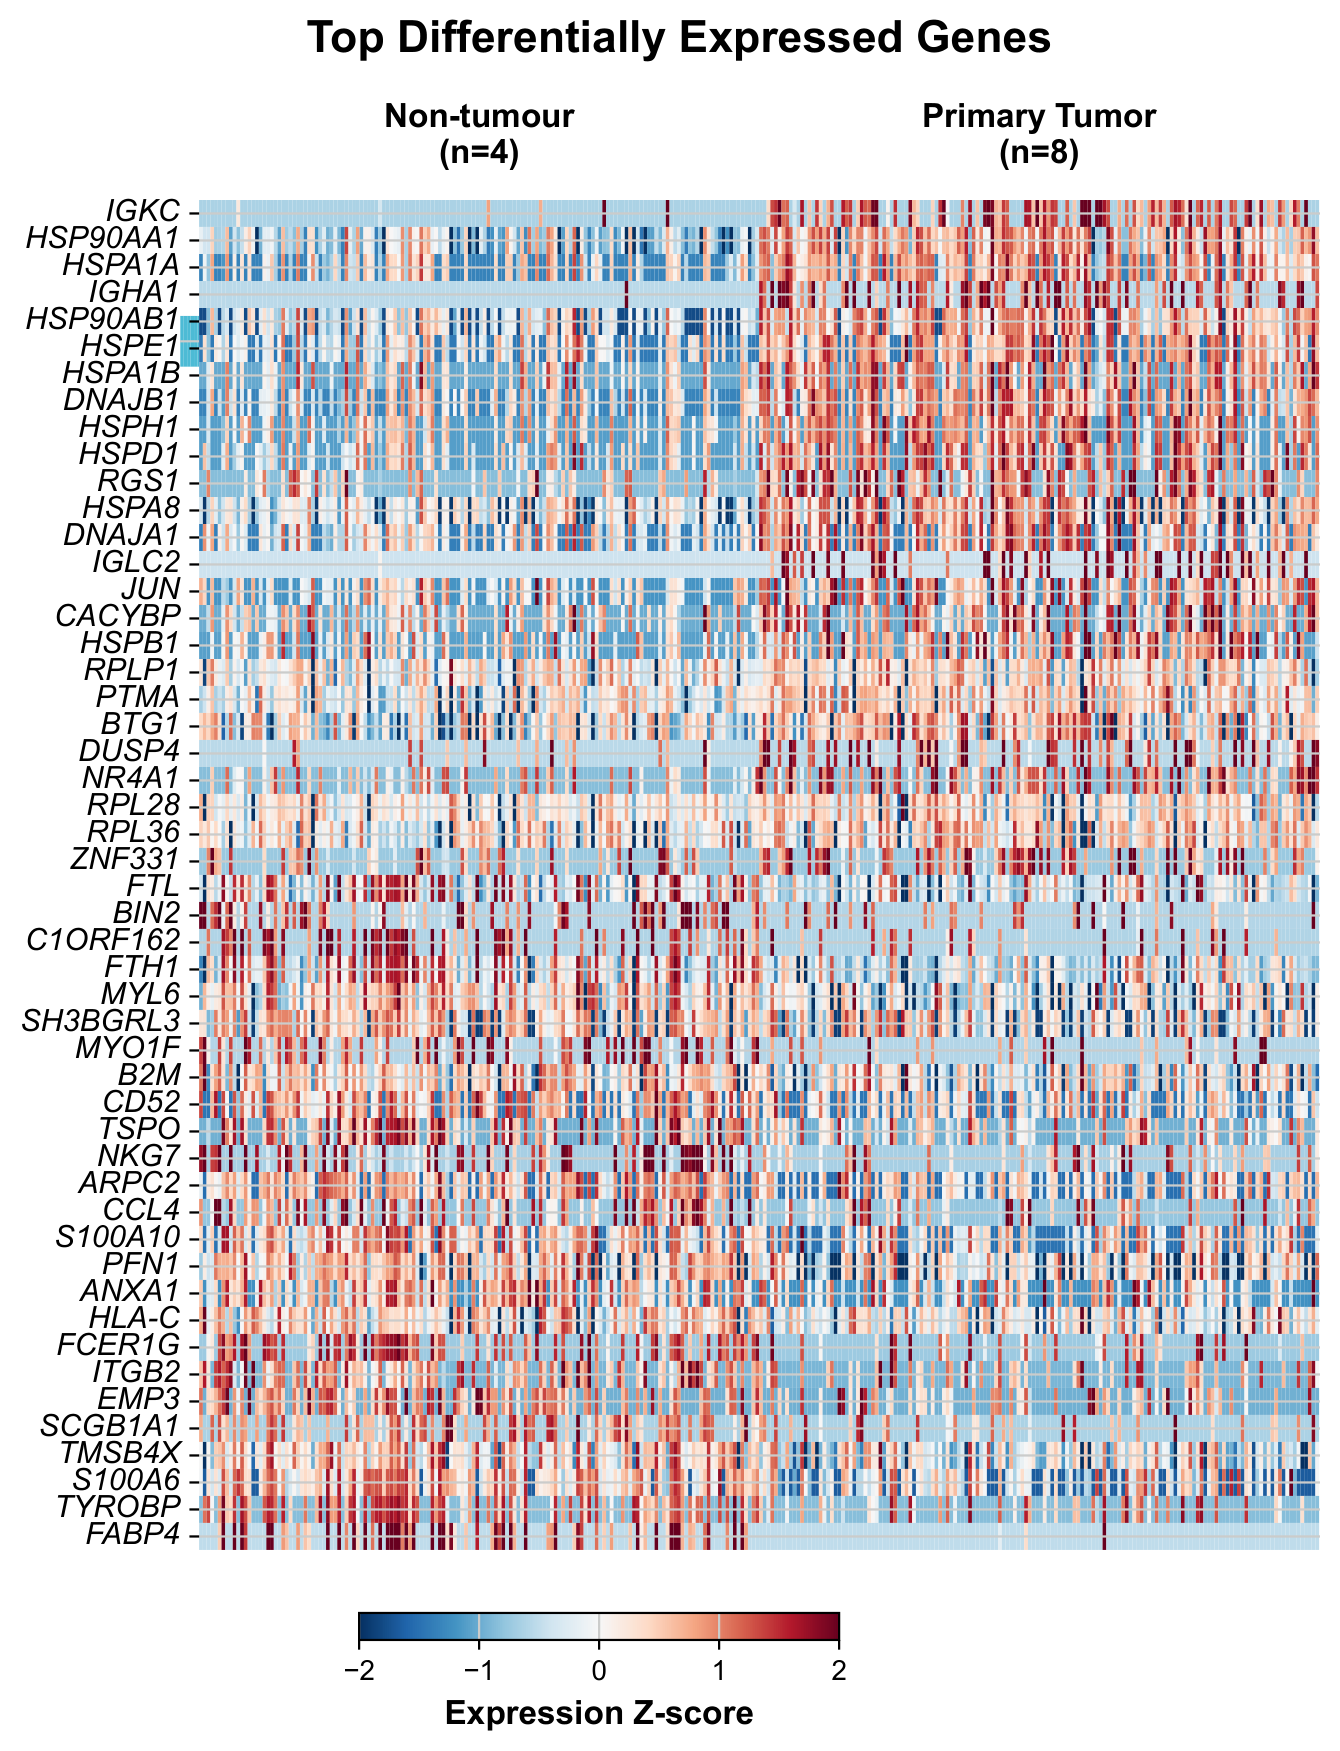 Top Differentially Expressed Genes
Non-tumour
(n=4)
Primary Tumor
(n=8)
IGKC
HSP90AA1
HSPA1A
IGHA1
HSP90AB1
HSPE1
HSPA1B
DNAJB1
HSPH1
HSPD1
RGS1
HSPA8
DNAJA1
IGLC2
JUN
CACYBP
HSPB1
RPLP1
PTMA
BTG1
DUSP4
NR4A1
RPL28
RPL36
ZNF331
FTL
BIN2
C1ORF162
FTH1
MYL6
SH3BGRL3
MYO1F
B2M
CD52
TSPO
NKG7
ARPC2
CCL4
S100A10
PFN1
ANXA1
HLA-C
FCER1G
ITGB2
EMP3
SCGB1A1
TMSB4X
S100A6
TYROBP
FABP4
−2 −1 0 1 2
Expression Z-score